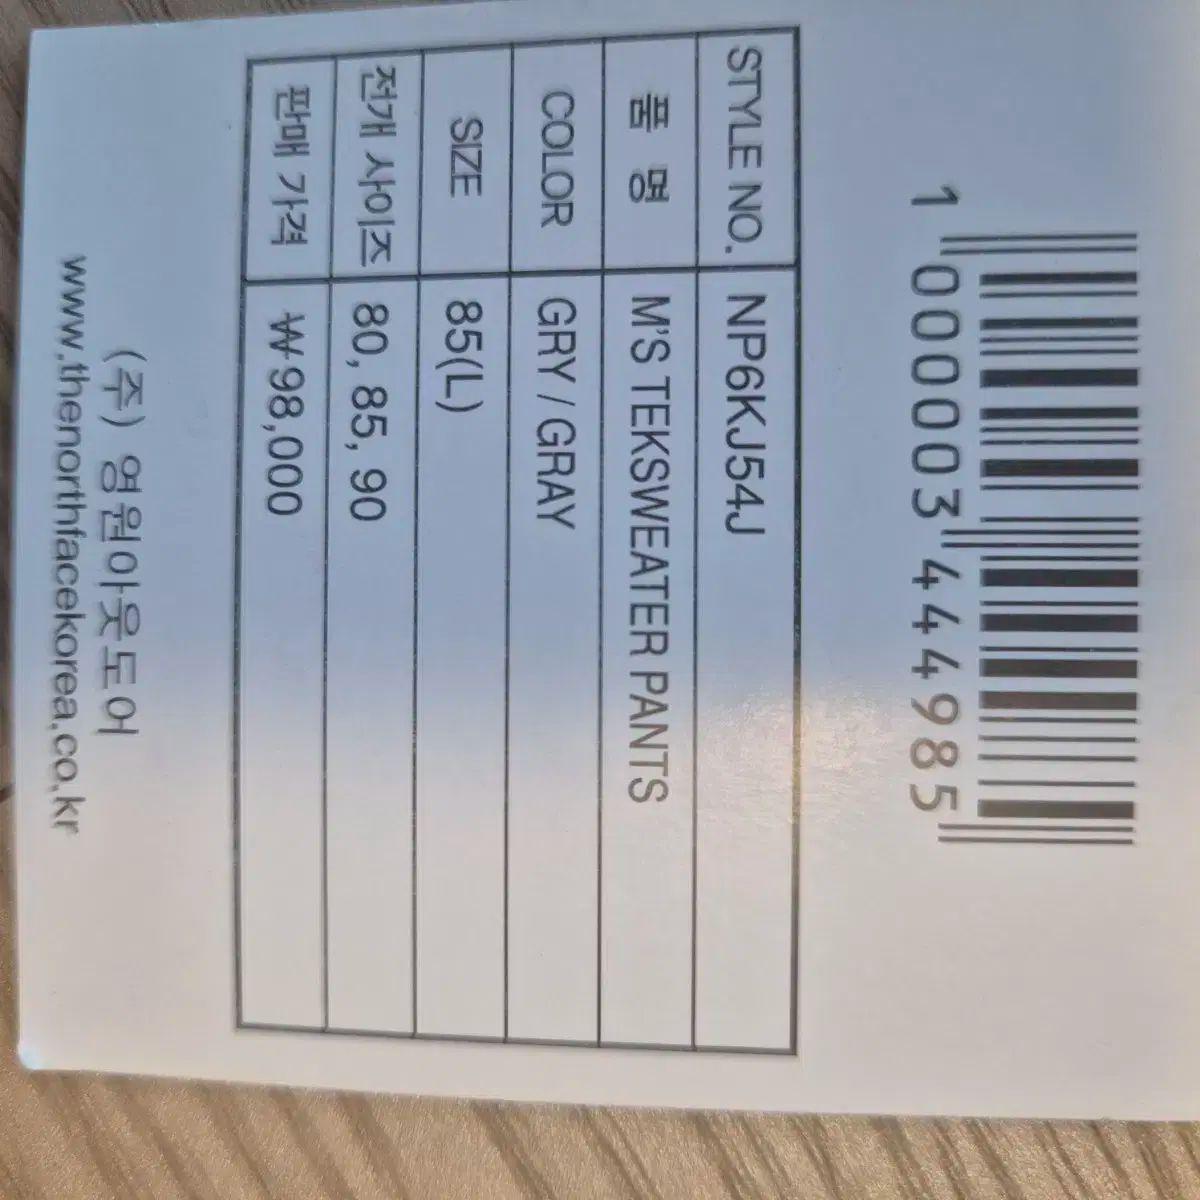 1 000003 444985
STYLE NO. NP6KJ54J
품 명 M'S TEKSWEATER PANTS
COLOR GRY / GRAY
SIZE 85(L)
전개 사이즈 80, 85, 90
판매 가격 ₩98,000
(주) 영원아웃도어
www.thenorthfacekorea.co.kr